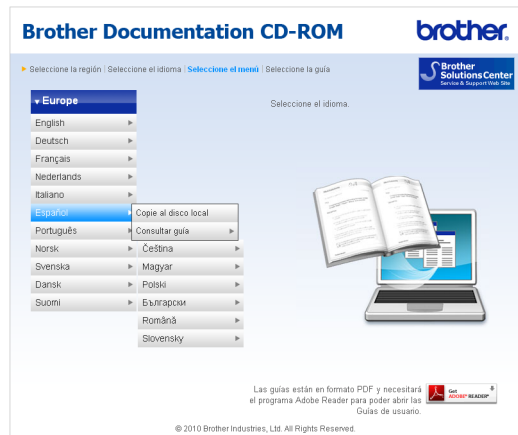 Brother Documentation CD-ROM
brother.
Seleccione la región | Seleccione el idioma | Seleccione el menú | Seleccione la guía
Brother
SolutionsCenter
Service & Support Web Site
Europe
Seleccione el idioma.
English
Deutsch
Français
Nederlands
Italiano
Español
Copie al disco local
Português
Consultar guía
Norsk
Čeština
Svenska
Magyar
Dansk
Polski
Suomi
Български
Română
Slovensky
Las guías están en formato PDF y necesitará
el programa Adobe Reader para poder abrir las
Guías de usuario.
Get
ADOBE® READER®
© 2010 Brother Industries, Ltd. All Rights Reserved.